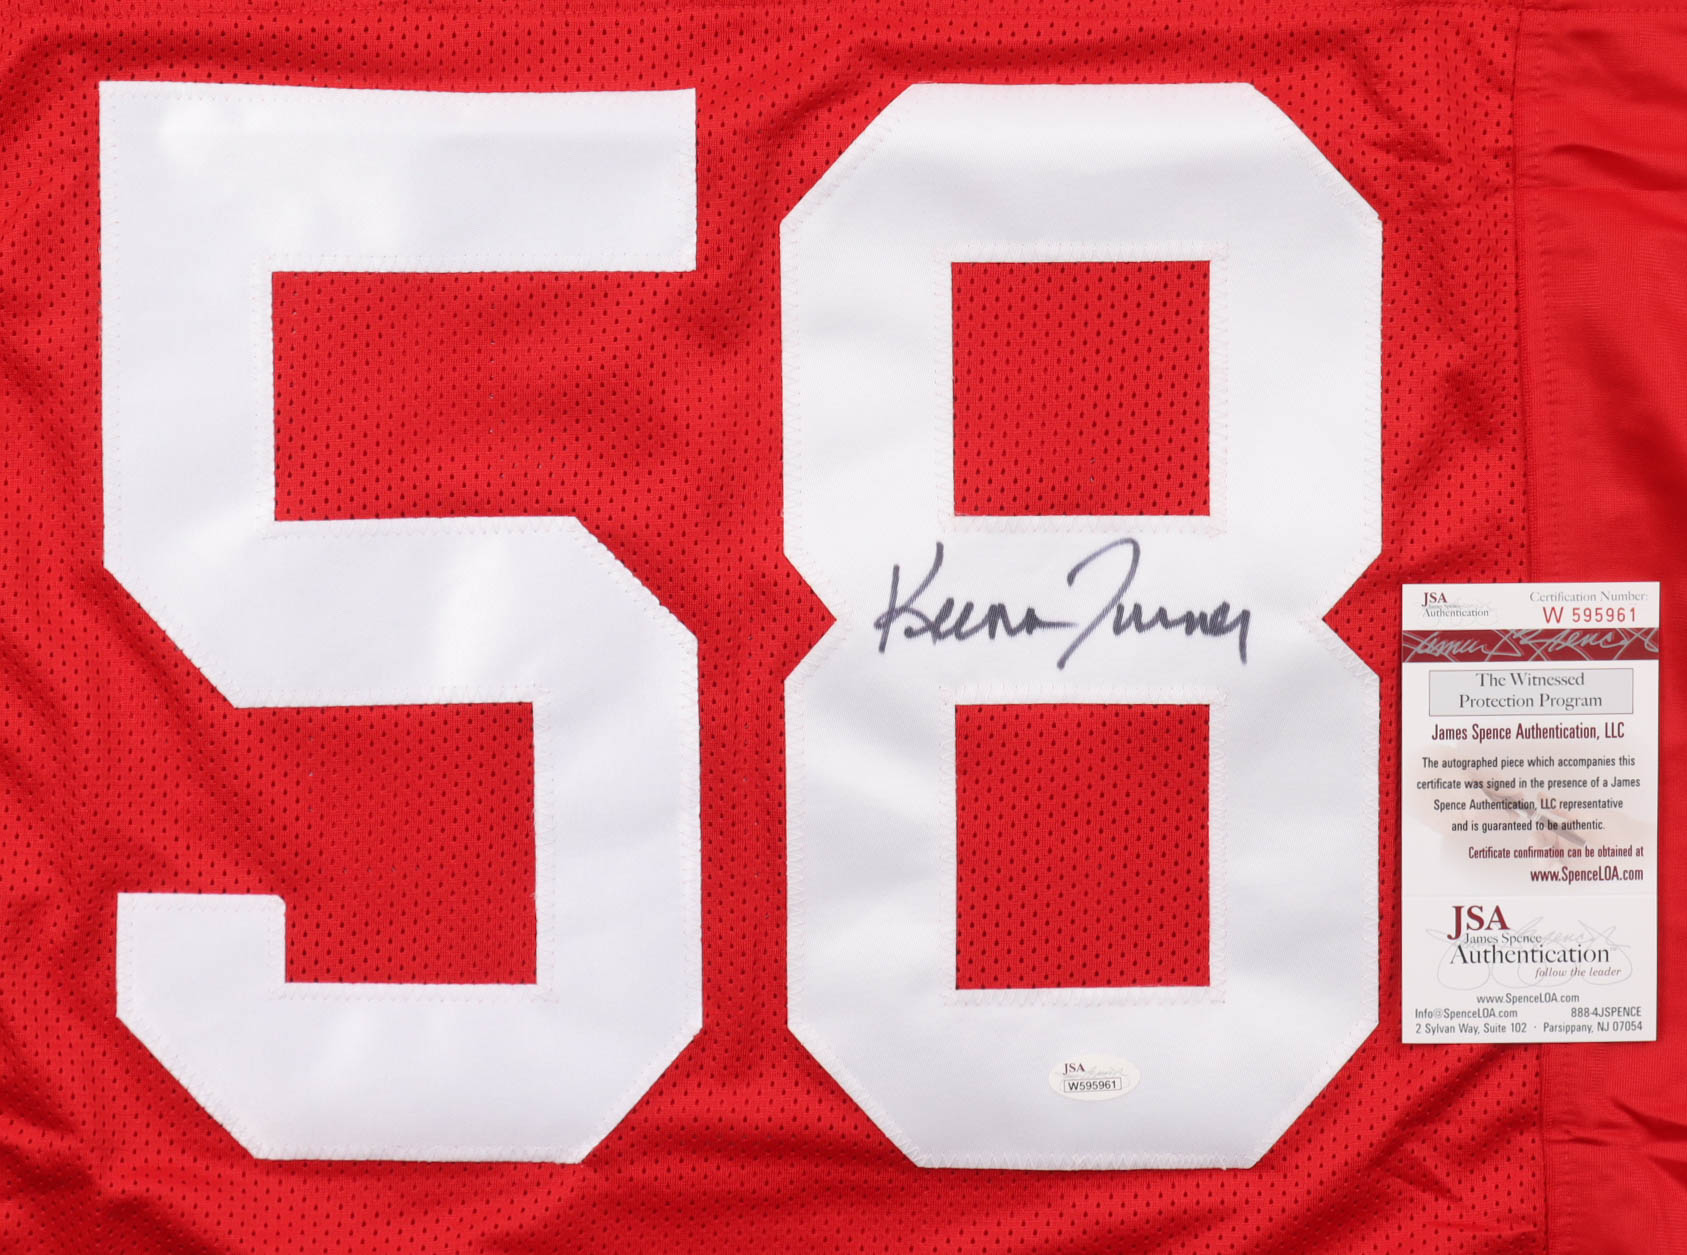 58
Keena Turner
JSA
James Spence
Authentication
Certification Number:
W 595961
The Witnessed
Protection Program
James Spence Authentication, LLC
The autographed piece which accompanies this
certificate was signed in the presence of a James
Spence Authentication, LLC representative
and is guaranteed to be authentic.
Certificate confirmation can be obtained at
www.SpenceLOA.com
JSA
James Spence
Authentication™
follow the leader
www.SpenceLOA.com
Info@SpenceLOA.com 888-4JSPENCE
2 Sylvan Way, Suite 102 · Parsippany, NJ 07054
JSA
W595961